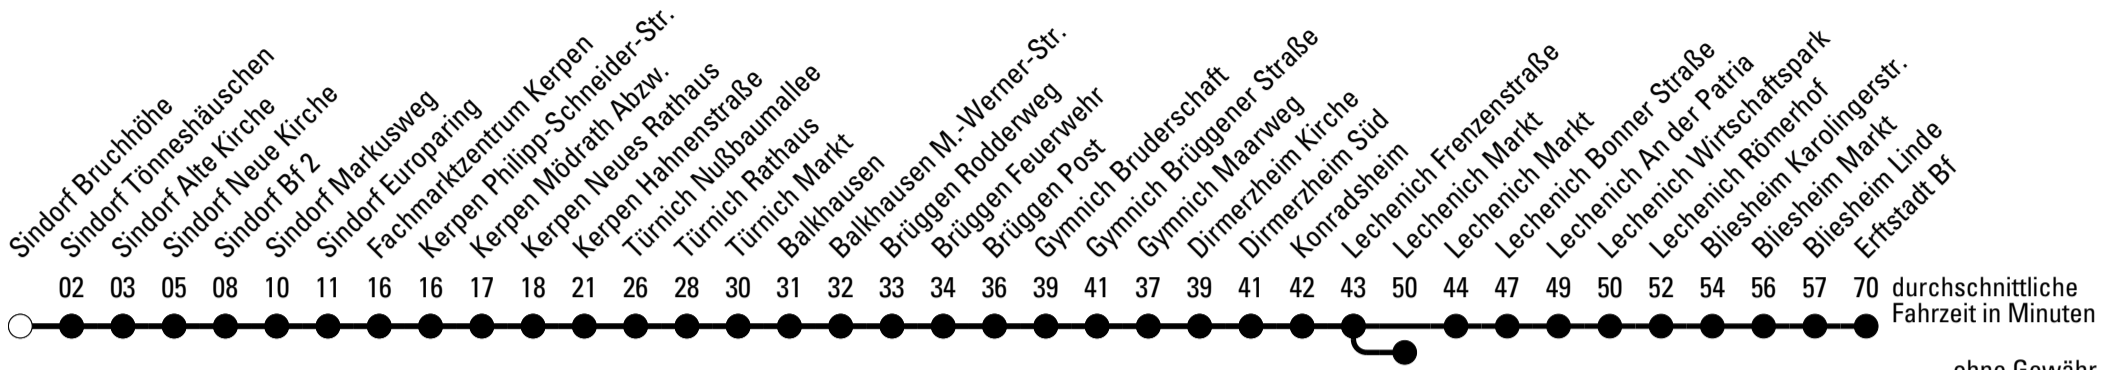 Sindorf Bruchhöhe
Sindorf Tönneshäuschen
Sindorf Alte Kirche
Sindorf Neue Kirche
Sindorf Bf 2
Sindorf Markusweg
Sindorf Europaring
Fachmarktzentrum Kerpen
Kerpen Philipp-Schneider-Str.
Kerpen Mödrath Abzw.
Kerpen Neues Rathaus
Kerpen Hahnenstraße
Türnich Nußbaumallee
Türnich Rathaus
Türnich Markt
Balkhausen
Balkhausen M.-Werner-Str.
Brüggen Rodderweg
Brüggen Feuerwehr
Brüggen Post
Gymnich Bruderschaft
Gymnich Brüggener Straße
Gymnich Maarweg
Dirmerzheim Kirche
Dirmerzheim Süd
Konradsheim
Lechenich Frenzenstraße
Lechenich Markt
Lechenich Markt
Lechenich Bonner Straße
Lechenich An der Patria
Lechenich Wirtschaftspark
Lechenich Römerhof
Bliesheim Karolingerstr.
Bliesheim Markt
Bliesheim Linde
Erftstadt Bf
02 03 05 08 10 11 16 16 17 18 21 26 28 30 31 32 33 34 36 39 41 37 39 41 42 43 50 44 47 49 50 52 54 56 57 70 durchschnittliche
Fahrzeit in Minuten
ohne Gewähr